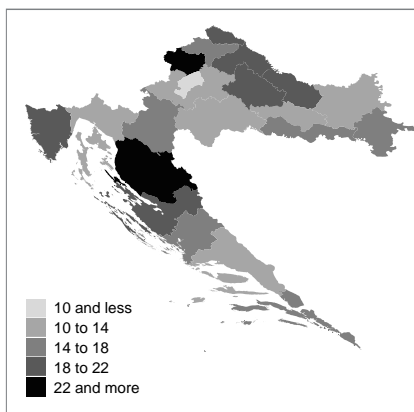 10 and less
10 to 14
14 to 18
18 to 22
22 and more